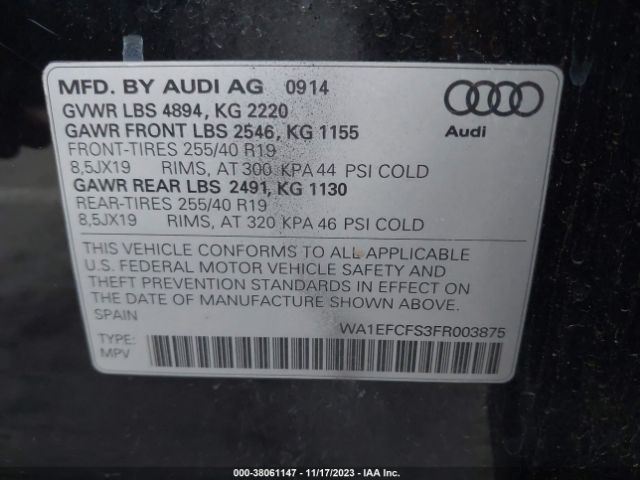 MFD. BY AUDI AG 0914
GVWR LBS 4894, KG 2220
GAWR FRONT LBS 2546, KG 1155
FRONT-TIRES 255/40 R19
8,5JX19 RIMS, AT 300 KPA 44 PSI COLD
GAWR REAR LBS 2491, KG 1130
REAR-TIRES 255/40 R19
8,5JX19 RIMS, AT 320 KPA 46 PSI COLD
Audi
THIS VEHICLE CONFORMS TO ALL APPLICABLE
U.S. FEDERAL MOTOR VEHICLE SAFETY AND
THEFT PREVENTION STANDARDS IN EFFECT ON
THE DATE OF MANUFACTURE SHOWN ABOVE.
SPAIN
WA1EFCFS3FR003875
TYPE:
MPV
000-38061147 - 11/17/2023 - IAA Inc.